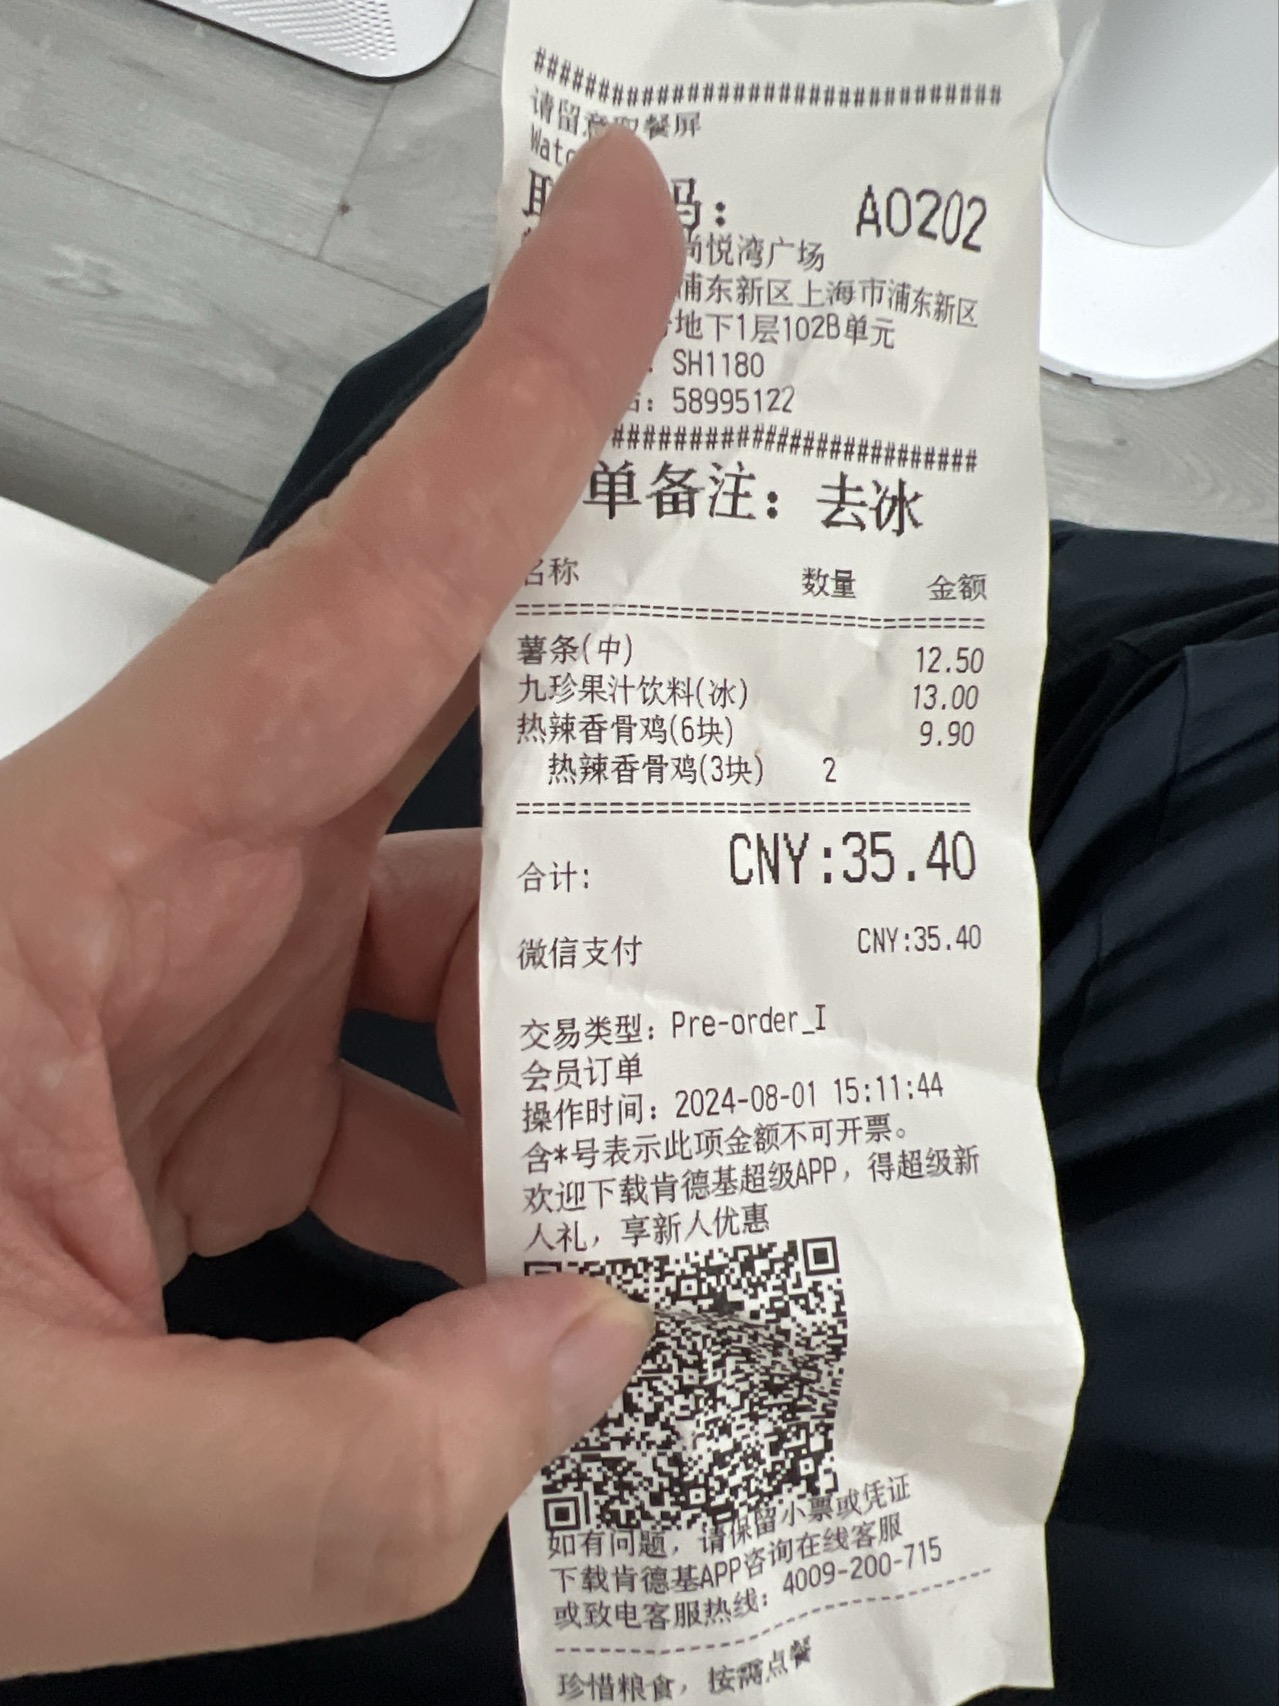 ########################################
请留意取餐屏
取 码: A0202
尚悦湾广场
浦东新区上海市浦东新区
地下1层102B单元
: SH1180
: 58995122
############################
单备注: 去冰
名称 数量 金额
====================================
薯条(中) 12.50
九珍果汁饮料(冰) 13.00
热辣香骨鸡(6块) 9.90
热辣香骨鸡(3块) 2
====================================
合计: CNY:35.40
微信支付 CNY:35.40
交易类型: Pre-order_I
会员订单
操作时间: 2024-08-01 15:11:44
含*号表示此项金额不可开票。
欢迎下载肯德基超级APP, 得超级新
人礼, 享新人优惠
如有问题, 请保留小票或凭证
下载肯德基APP咨询在线客服
或致电客服热线: 4009-200-715
------------------------------------
珍惜粮食, 按需点餐